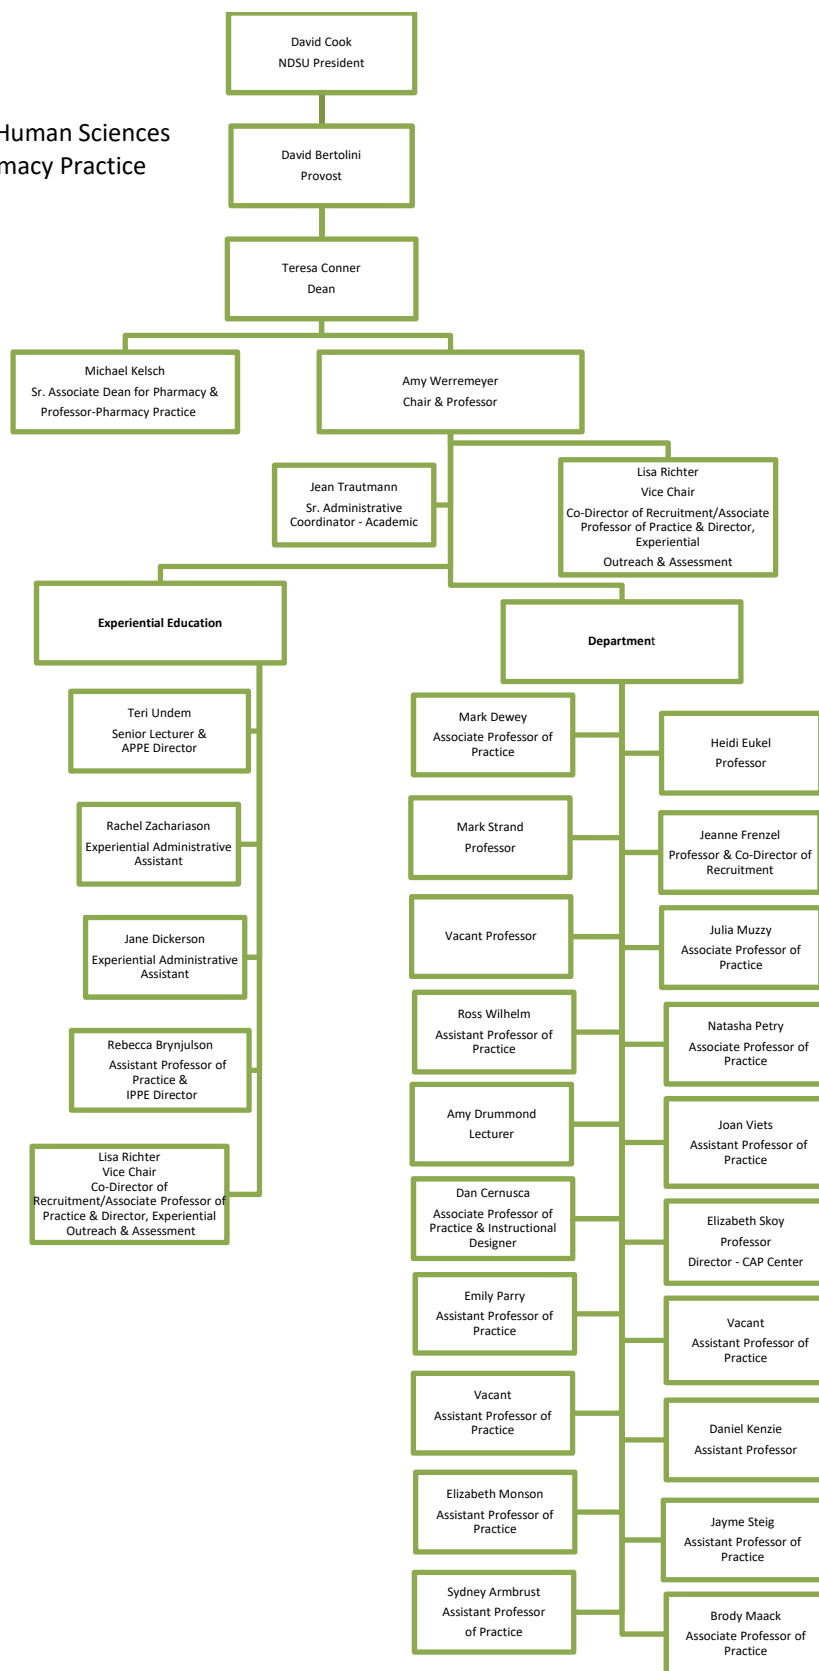 David Cook
NDSU President
Human Sciences
macy Practice
David Bertolini
Provost
Teresa Conner
Dean
Michael Kelsch
Sr. Associate Dean for Pharmacy &
Professor-Pharmacy Practice
Amy Werremeyer
Chair & Professor
Jean Trautmann
Sr. Administrative
Coordinator - Academic
Lisa Richter
Vice Chair
Co-Director of Recruitment/Associate
Professor of Practice & Director,
Experiential
Outreach & Assessment
Experiential Education
Department
Teri Undem
Senior Lecturer &
APPE Director
Rachel Zachariason
Experiential Administrative
Assistant
Jane Dickerson
Experiential Administrative
Assistant
Rebecca Brynjulson
Assistant Professor of
Practice &
IPPE Director
Lisa Richter
Vice Chair
Co-Director of
Recruitment/Associate Professor of
Practice & Director, Experiential
Outreach & Assessment
Mark Dewey
Associate Professor of
Practice
Mark Strand
Professor
Vacant Professor
Ross Wilhelm
Assistant Professor of
Practice
Amy Drummond
Lecturer
Dan Cernusca
Associate Professor of
Practice & Instructional
Designer
Emily Parry
Assistant Professor of
Practice
Vacant
Assistant Professor of
Practice
Elizabeth Monson
Assistant Professor of
Practice
Sydney Armbrust
Assistant Professor
of Practice
Heidi Eukel
Professor
Jeanne Frenzel
Professor & Co-Director of
Recruitment
Julia Muzzy
Associate Professor of
Practice
Natasha Petry
Associate Professor of
Practice
Joan Viets
Assistant Professor of
Practice
Elizabeth Skoy
Professor
Director - CAP Center
Vacant
Assistant Professor of
Practice
Daniel Kenzie
Assistant Professor
Jayme Steig
Assistant Professor of
Practice
Brody Maack
Associate Professor of
Practice